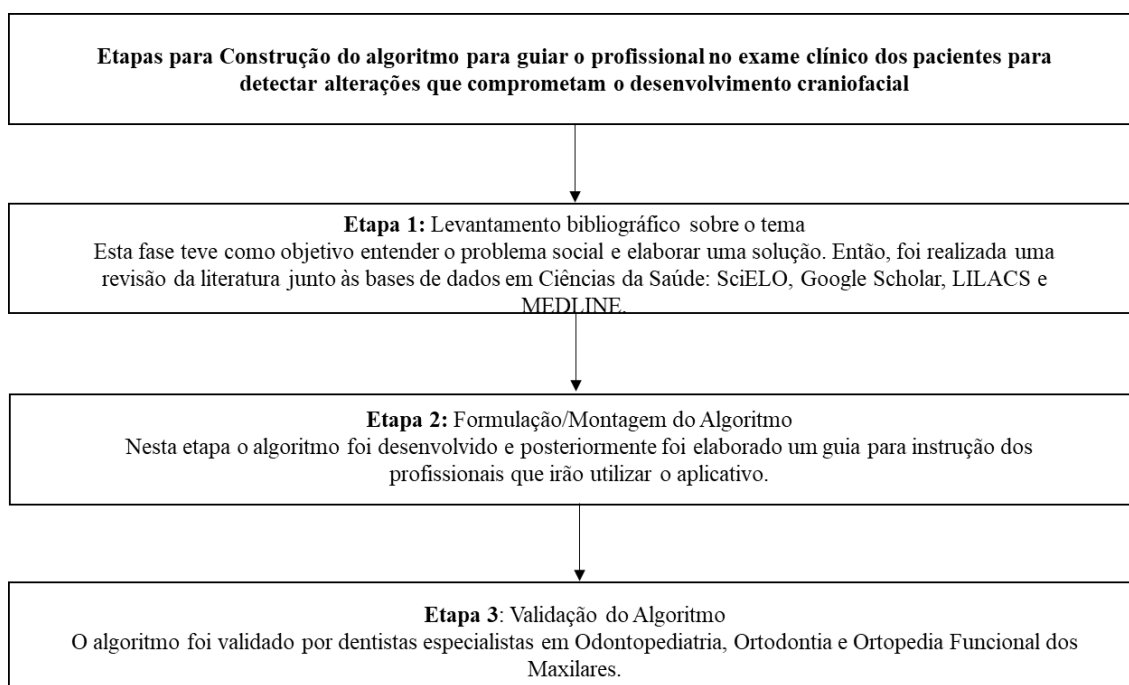 Etapas para Construção do algoritmo para guiar o profissional no exame clínico dos pacientes para
detectar alterações que comprometam o desenvolvimento craniofacial
Etapa 1: Levantamento bibliográfico sobre o tema
Esta fase teve como objetivo entender o problema social e elaborar uma solução. Então, foi realizada uma
revisão da literatura junto às bases de dados em Ciências da Saúde: SciELO, Google Scholar, LILACS e
MEDLINE.
Etapa 2: Formulação/Montagem do Algoritmo
Nesta etapa o algoritmo foi desenvolvido e posteriormente foi elaborado um guia para instrução dos
profissionais que irão utilizar o aplicativo.
Etapa 3: Validação do Algoritmo
O algoritmo foi validado por dentistas especialistas em Odontopediatria, Ortodontia e Ortopedia Funcional dos
Maxilares.